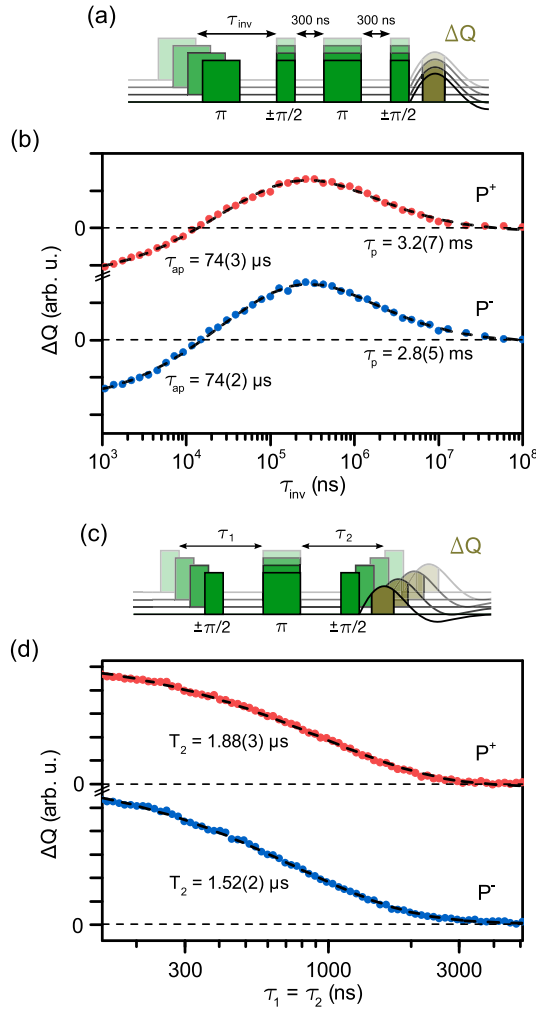 (a)
τinv
300 ns
300 ns
ΔQ
π
±π/2
π
±π/2
(b)
ΔQ (arb. u.)
0
P⁺
τp = 3.2(7) ms
τap = 74(3) μs
0
P⁻
τp = 2.8(5) ms
τap = 74(2) μs
10³ 10⁴ 10⁵ 10⁶ 10⁷ 10⁸
τinv (ns)
(c)
τ₁
τ₂
ΔQ
±π/2
π
±π/2
(d)
ΔQ (arb. u.)
T₂ = 1.88(3) μs
P⁺
0
T₂ = 1.52(2) μs
P⁻
0
300 1000 3000
τ₁ = τ₂ (ns)